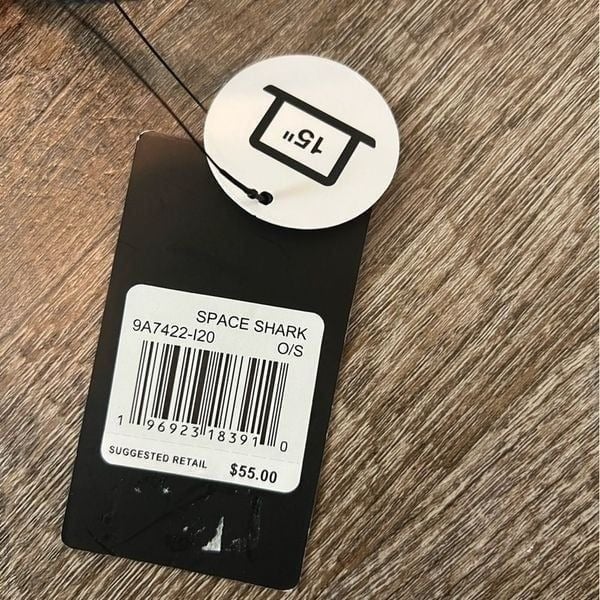 15"
SPACE SHARK
9A7422-I20
O/S
1 96923 18391 0
SUGGESTED RETAIL $55.00